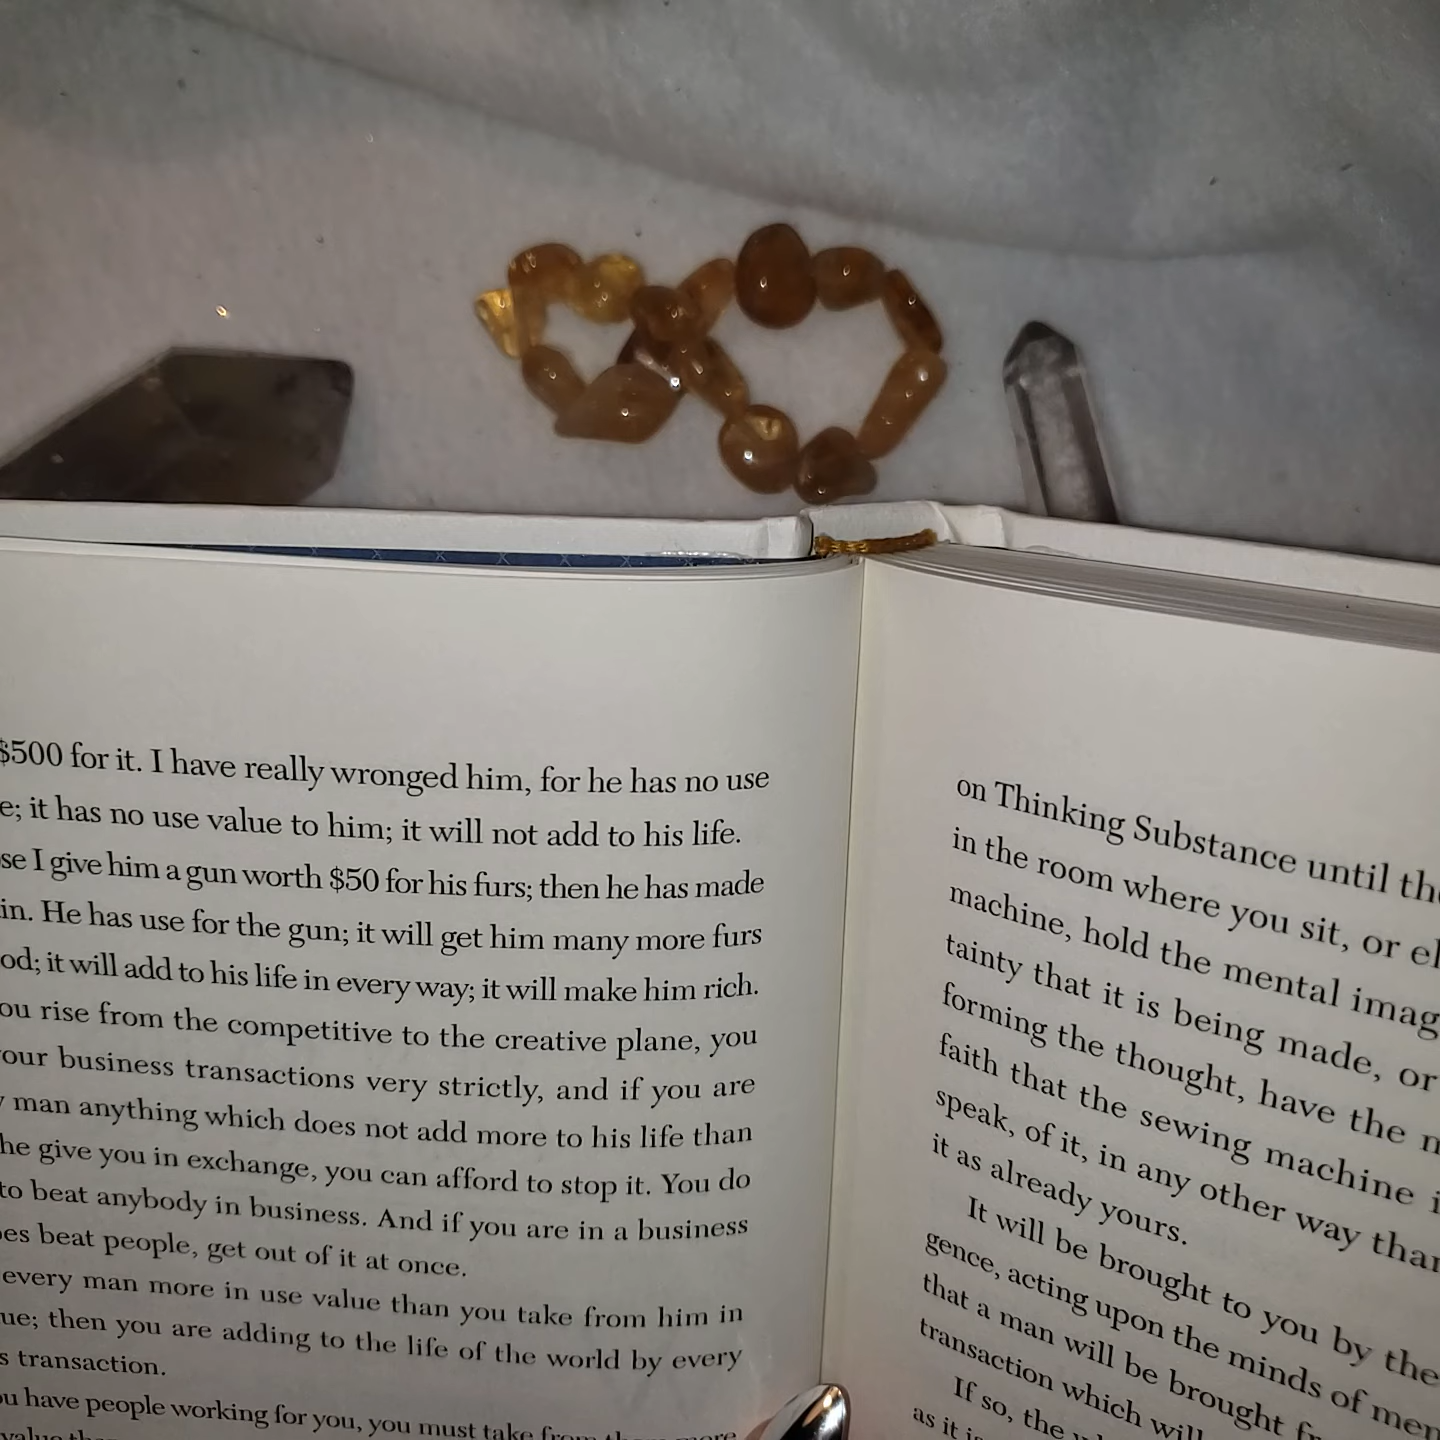 $500 for it. I have really wronged him, for he has no use
e; it has no use value to him; it will not add to his life.
se I give him a gun worth $50 for his furs; then he has made
in. He has use for the gun; it will get him many more furs
od; it will add to his life in every way; it will make him rich.
ou rise from the competitive to the creative plane, you
our business transactions very strictly, and if you are
man anything which does not add more to his life than
he give you in exchange, you can afford to stop it. You do
to beat anybody in business. And if you are in a business
es beat people, get out of it at once.
every man more in use value than you take from him in
ue; then you are adding to the life of the world by every
s transaction.
ou have people working for you, you must take from them more
on Thinking Substance until the
in the room where you sit, or el
machine, hold the mental imag
tainty that it is being made, or
forming the thought, have the m
faith that the sewing machine i
speak, of it, in any other way than
it as already yours.
It will be brought to you by the
gence, acting upon the minds of men
that a man will be brought fr
transaction which will
If so, the
as it is